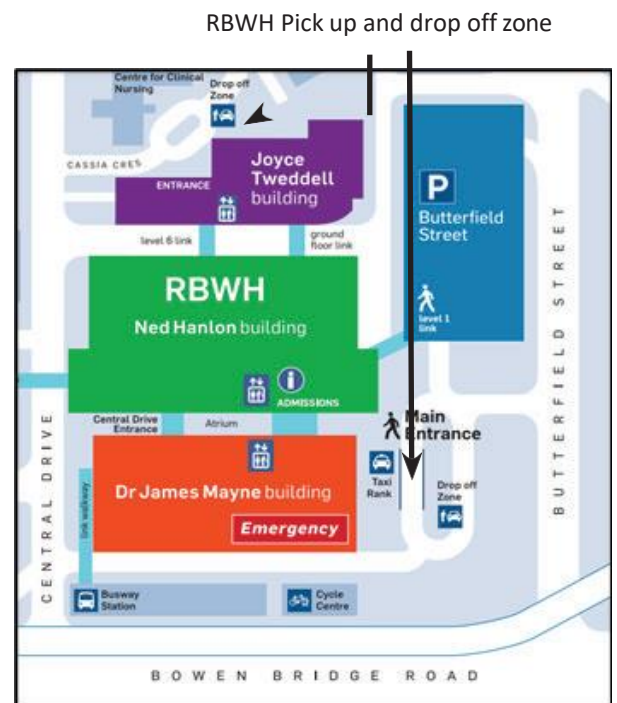 RBWH Pick up and drop off zone
Centre for Clinical
Nursing
Drop off
Zone
CASSIA CRES
ENTRANCE
Joyce
Tweddell
building
level 6 link
ground
floor link
P
Butterfield
Street
level 1
link
RBWH
Ned Hanlon building
i
ADMISSIONS
Central Drive
Entrance
Atrium
Main
Entrance
Taxi
Rank
Drop off
Zone
Dr James Mayne building
Emergency
link walkway
Busway
Station
Cycle
Centre
CENTRAL DRIVE
BUTTERFIELD STREET
BOWEN BRIDGE ROAD